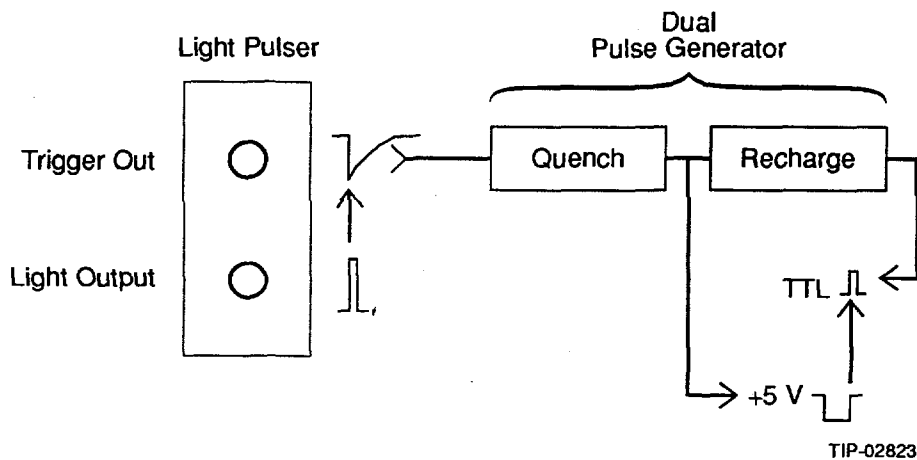 Dual
Pulse Generator
Light Pulser
Trigger Out
Quench
Recharge
Light Output
TTL
+5 V
TIP-02823